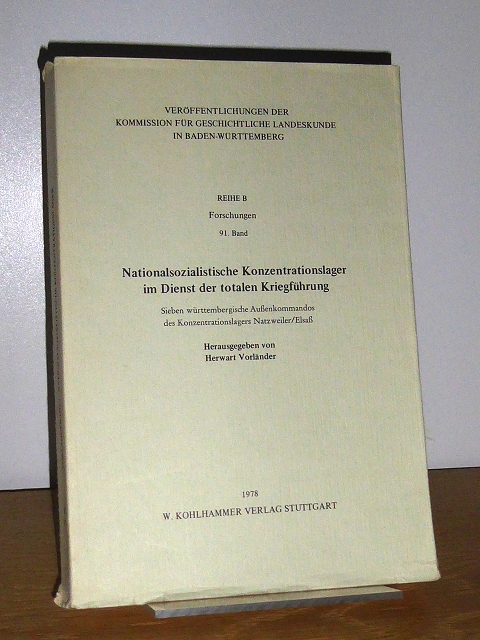 VERÖFFENTLICHUNGEN DER
KOMMISSION FÜR GESCHICHTLICHE LANDESKUNDE
IN BADEN-WÜRTTEMBERG
REIHE B
Forschungen
91. Band
Nationalsozialistische Konzentrationslager
im Dienst der totalen Kriegführung
Sieben württembergische Außenkommandos
des Konzentrationslagers Natzweiler/Elsaß
Herausgegeben von
Herwart Vorländer
1978
W. KOHLHAMMER VERLAG STUTTGART